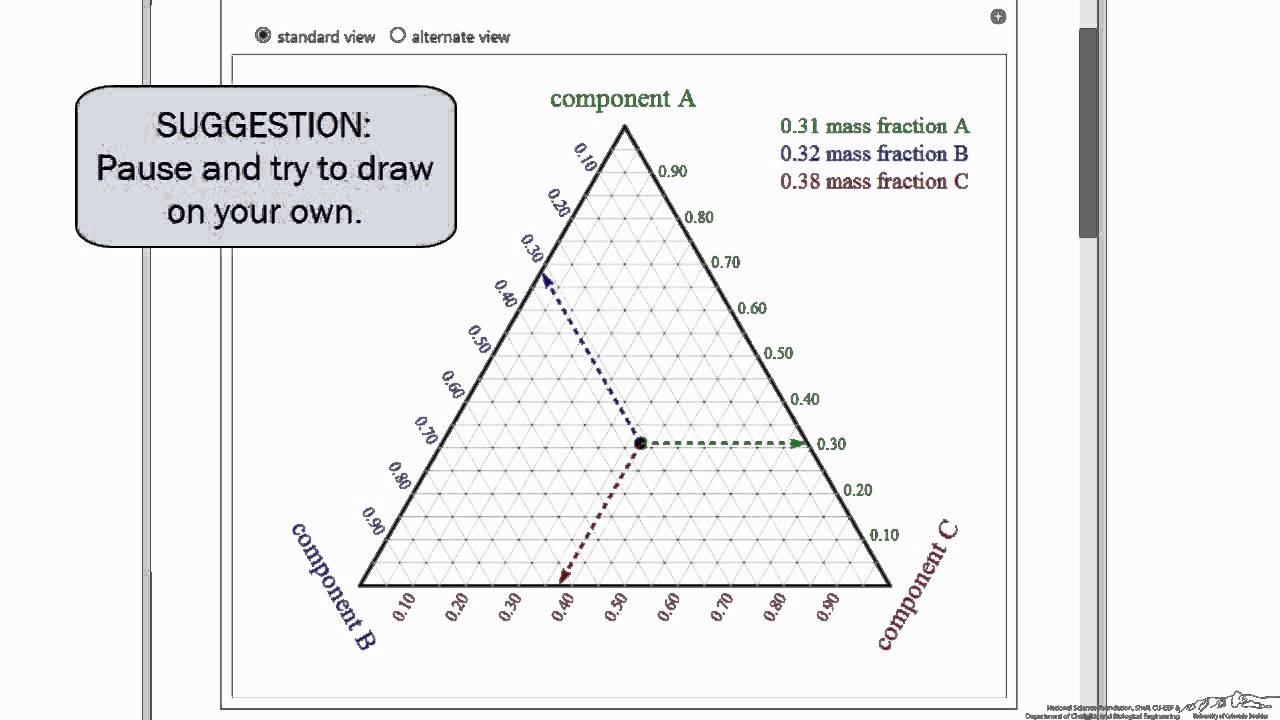 standard view
alternate view
SUGGESTION:
Pause and try to draw
on your own.
component A
0.31 mass fraction A
0.32 mass fraction B
0.38 mass fraction C
0.10
0.20
0.30
0.40
0.50
0.60
0.70
0.80
0.90
0.90
0.80
0.70
0.60
0.50
0.40
0.30
0.20
0.10
component B
0.10
0.20
0.30
0.40
0.50
0.60
0.70
0.80
0.90
component C
National Science Foundation, Shell, CU-EEF &
Department of Chemical and Biological Engineering
University of Colorado Boulder